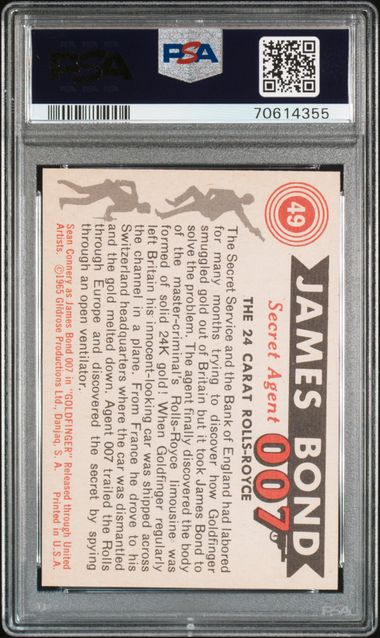 PSA
PSA
70614355
49
JAMES BOND
Secret Agent 007
THE 24 CARAT ROLLS-ROYCE
The Secret Service and the Bank of England had labored
for many months trying to discover how Goldfinger
smuggled gold out of Britain but it took James Bond to
solve the problem. The agent finally discovered the body
of the master-criminal's Rolls-Royce limousine was
formed of solid 24K gold! When Goldfinger regularly
left Britain his innocent-looking car was shipped across
the channel in a plane. From France he drove to his
Switzerland headquarters where the car was dismantled
and the gold melted down. Agent 007 trailed the Rolls
through Europe and discovered the secret by spying
through an open ventilator.
Sean Connery as James Bond 007 in "GOLDFINGER" Released through United
Artists. ©1965 Gildrose Productions Ltd., Danjaq, S. A. Printed in U.S.A.
PSA